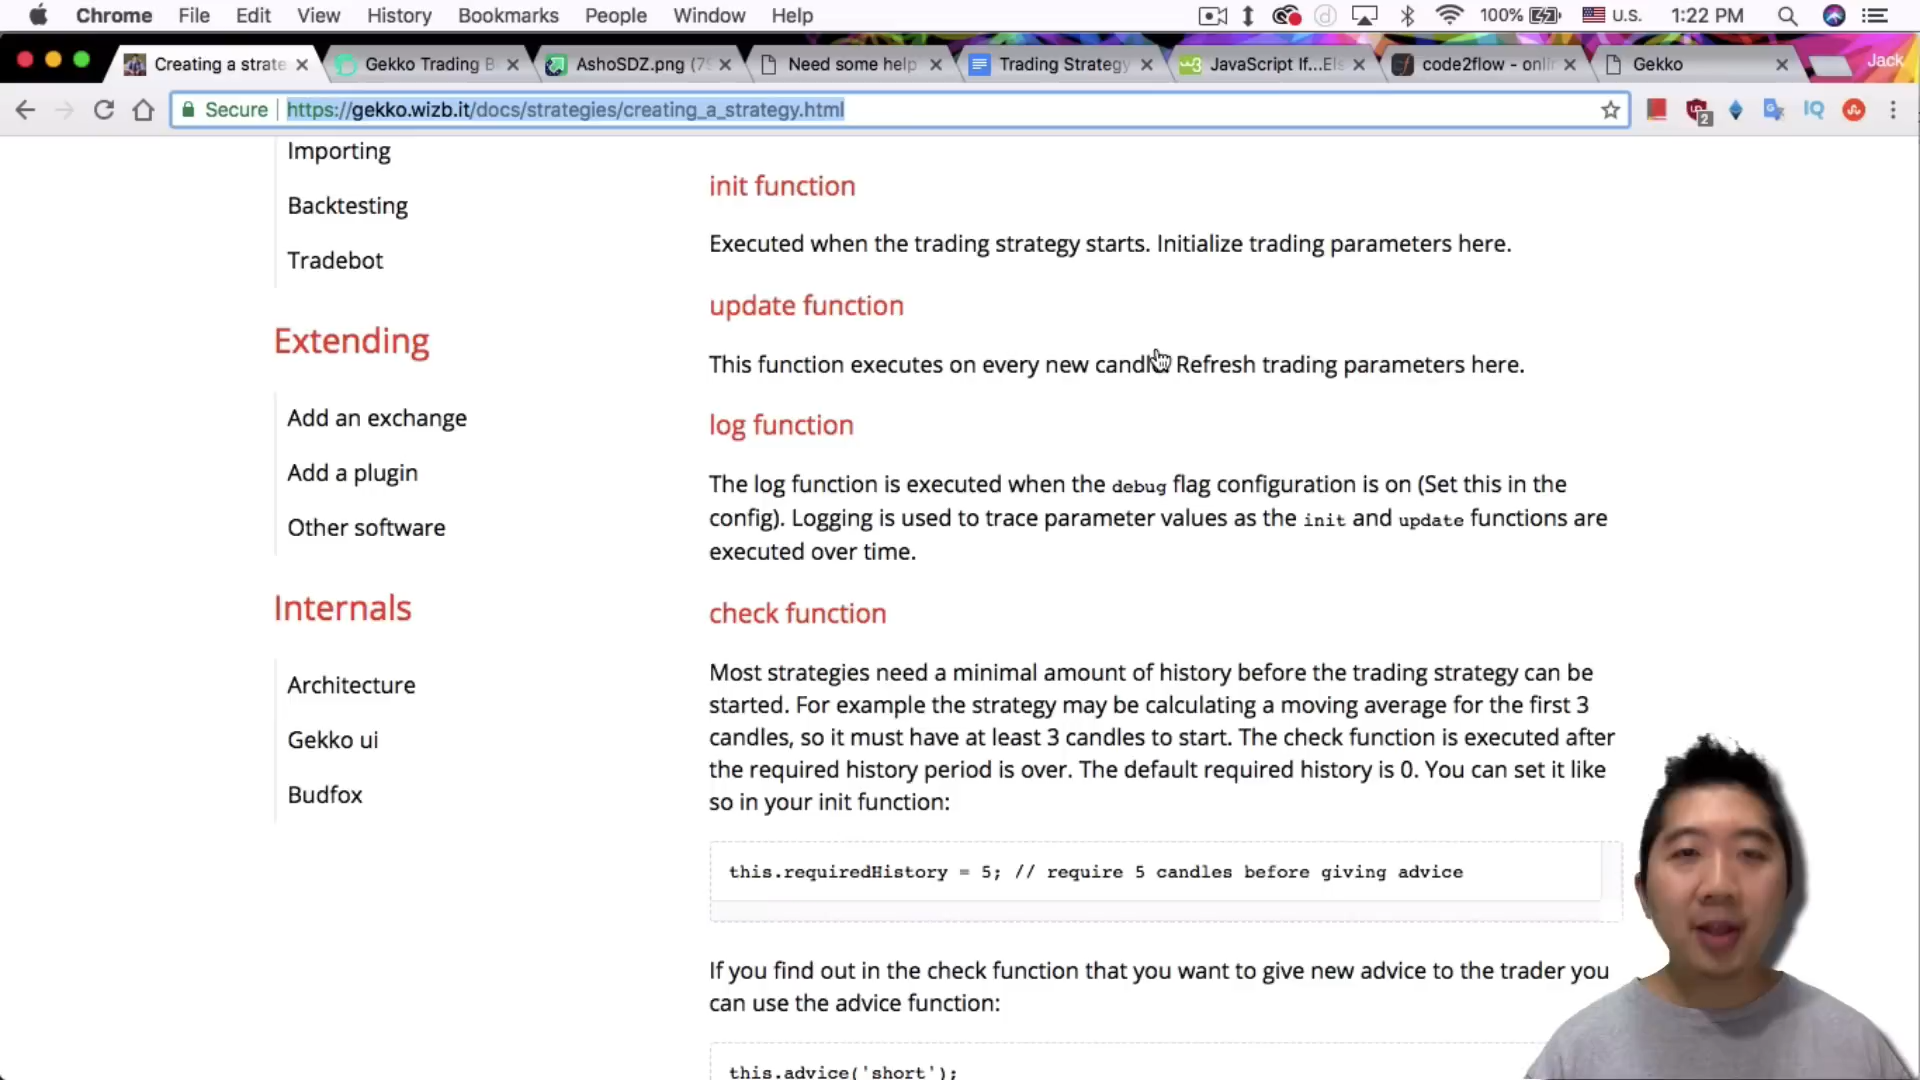 Chrome File Edit View History Bookmarks People Window Help 100% U.S. 1:22 PM
Creating a strate Gekko Trading B AshoSDZ.png (7 Need some help Trading Strategy JavaScript If...Els code2flow - onli Gekko Jack
Secure https://gekko.wizb.it/docs/strategies/creating_a_strategy.html 2 IQ
Importing
Backtesting
Tradebot
Extending
Add an exchange
Add a plugin
Other software
Internals
Architecture
Gekko ui
Budfox
init function
Executed when the trading strategy starts. Initialize trading parameters here.
update function
This function executes on every new candle. Refresh trading parameters here.
log function
The log function is executed when the debug flag configuration is on (Set this in the
config). Logging is used to trace parameter values as the init and update functions are
executed over time.
check function
Most strategies need a minimal amount of history before the trading strategy can be
started. For example the strategy may be calculating a moving average for the first 3
candles, so it must have at least 3 candles to start. The check function is executed after
the required history period is over. The default required history is 0. You can set it like
so in your init function:
this.requiredHistory = 5; // require 5 candles before giving advice
If you find out in the check function that you want to give new advice to the trader you
can use the advice function:
this.advice('short');